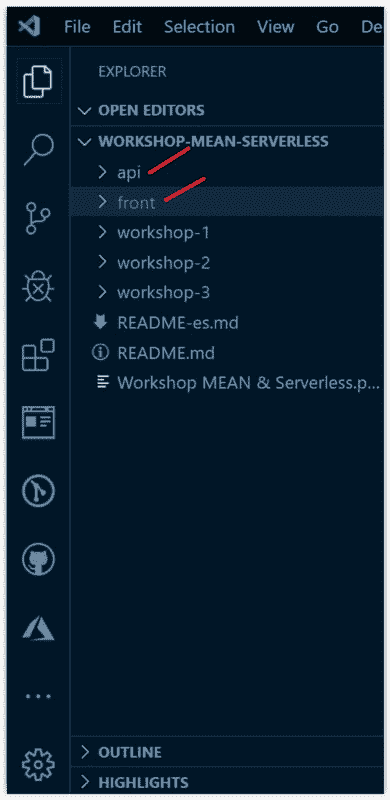 File Edit Selection View Go De
EXPLORER
OPEN EDITORS
WORKSHOP-MEAN-SERVERLESS
api
front
workshop-1
workshop-2
workshop-3
README-es.md
README.md
Workshop MEAN & Serverless.p...
OUTLINE
HIGHLIGHTS